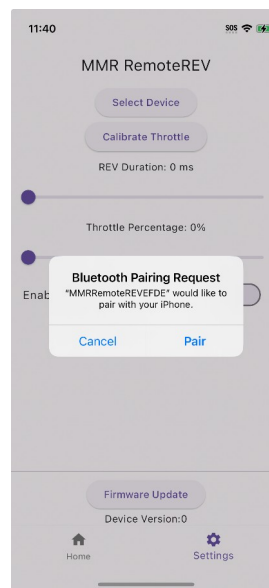 11:40
SOS
MMR RemoteREV
Select Device
Calibrate Throttle
REV Duration: 0 ms
Throttle Percentage: 0%
Enab
Bluetooth Pairing Request
“MMRRemoteREVEFDE” would like to
pair with your iPhone.
Cancel Pair
Firmware Update
Device Version:0
Home Settings